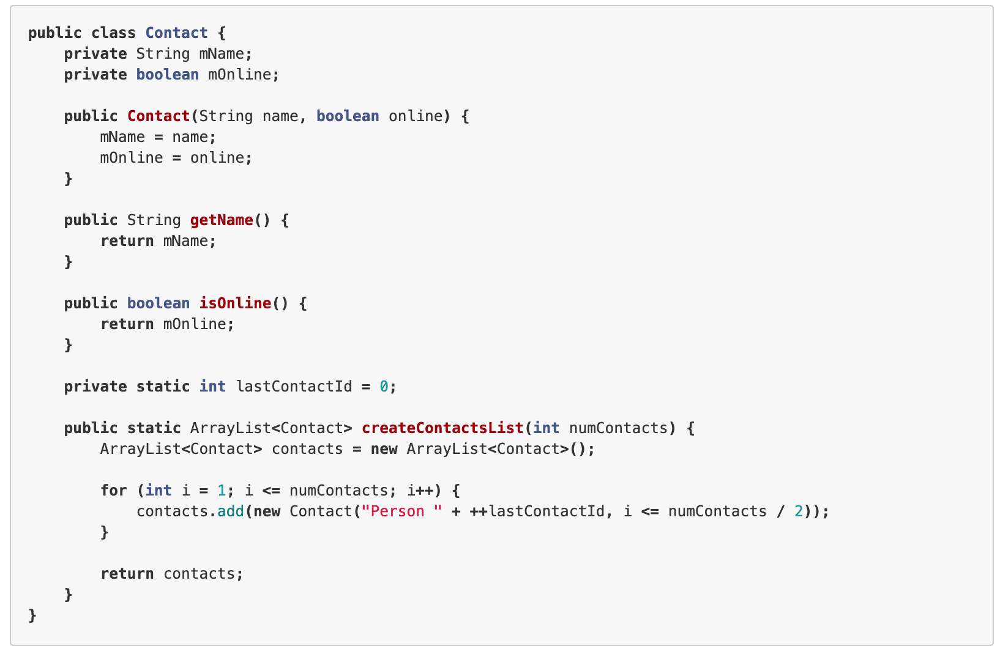 public class Contact {
    private String mName;
    private boolean mOnline;

    public Contact(String name, boolean online) {
        mName = name;
        mOnline = online;
    }

    public String getName() {
        return mName;
    }

    public boolean isOnline() {
        return mOnline;
    }

    private static int lastContactId = 0;

    public static ArrayList<Contact> createContactsList(int numContacts) {
        ArrayList<Contact> contacts = new ArrayList<Contact>();

        for (int i = 1; i <= numContacts; i++) {
            contacts.add(new Contact("Person " + ++lastContactId, i <= numContacts / 2));
        }

        return contacts;
    }
}